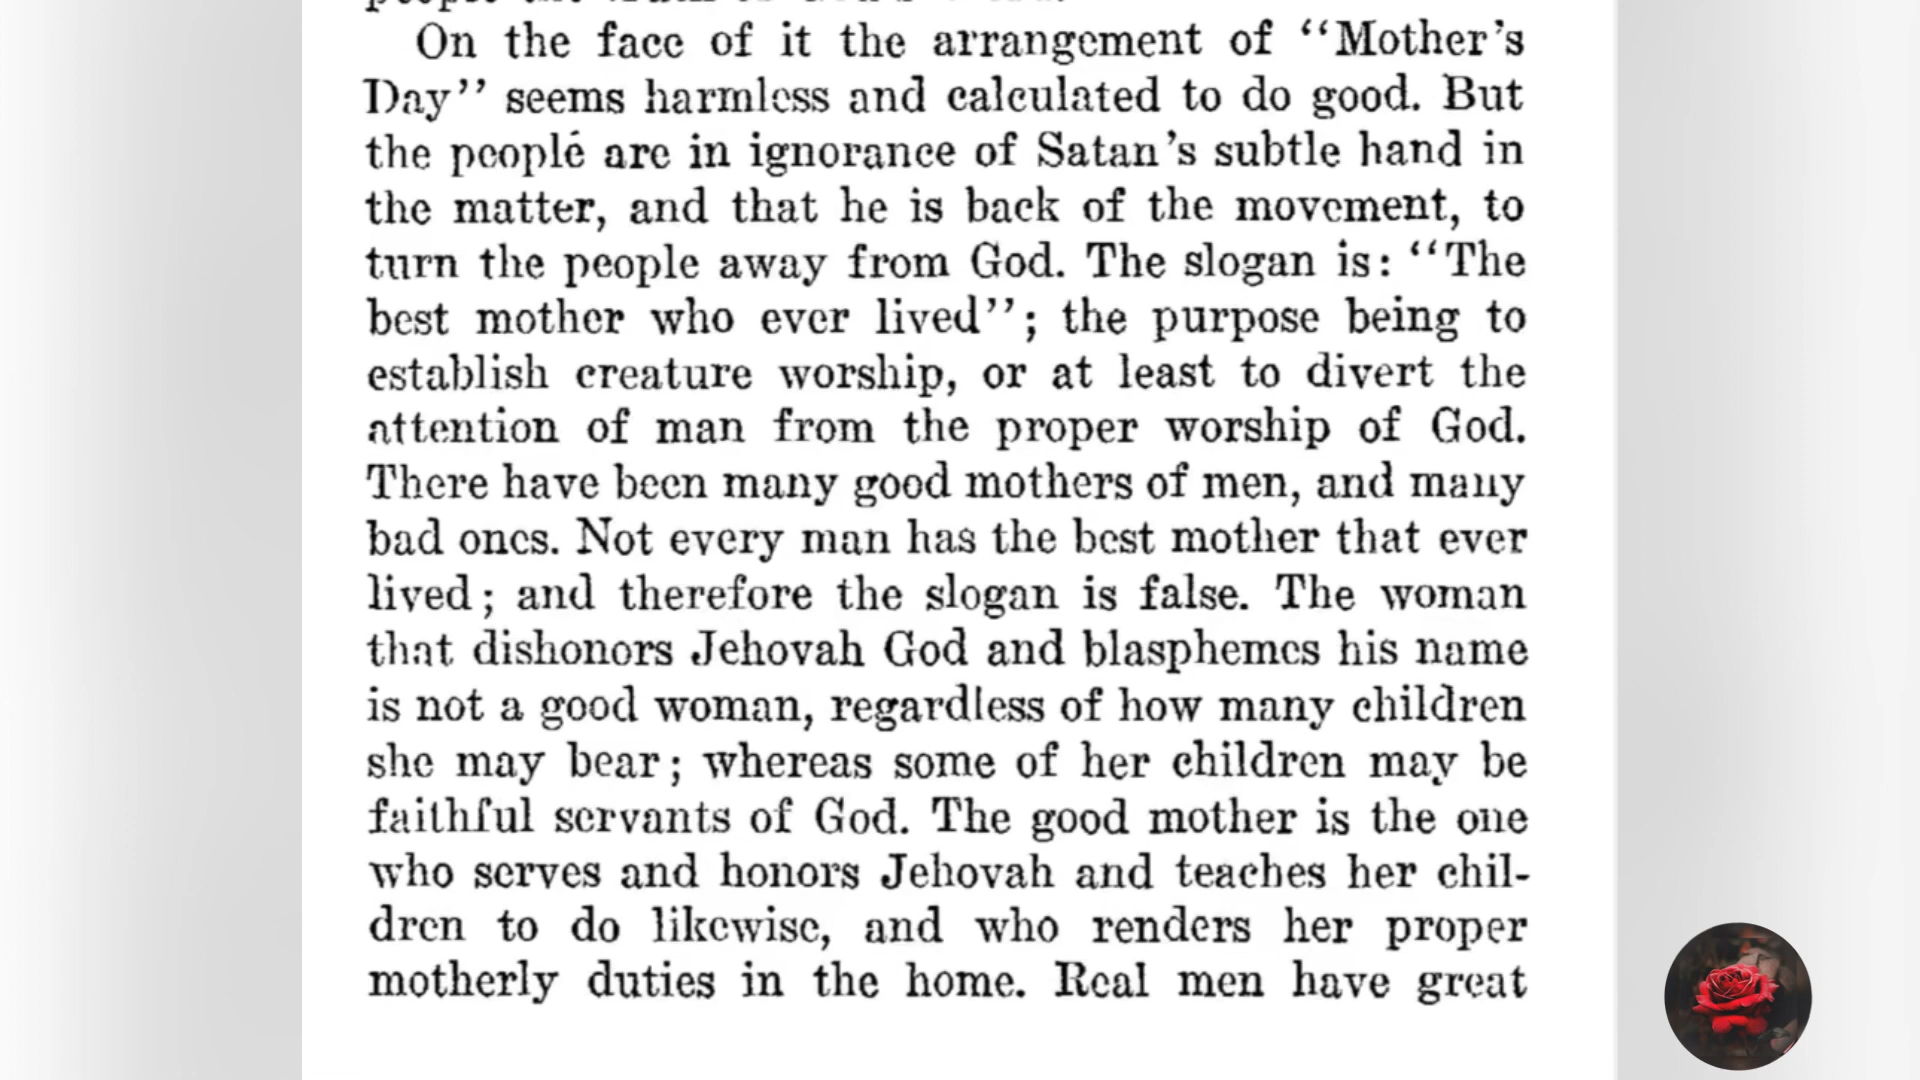 On the face of it the arrangement of “Mother’s
Day” seems harmless and calculated to do good. But
the people are in ignorance of Satan’s subtle hand in
the matter, and that he is back of the movement, to
turn the people away from God. The slogan is: “The
best mother who ever lived”; the purpose being to
establish creature worship, or at least to divert the
attention of man from the proper worship of God.
There have been many good mothers of men, and many
bad ones. Not every man has the best mother that ever
lived; and therefore the slogan is false. The woman
that dishonors Jehovah God and blasphemes his name
is not a good woman, regardless of how many children
she may bear; whereas some of her children may be
faithful servants of God. The good mother is the one
who serves and honors Jehovah and teaches her chil-
dren to do likewise, and who renders her proper
motherly duties in the home. Real men have great